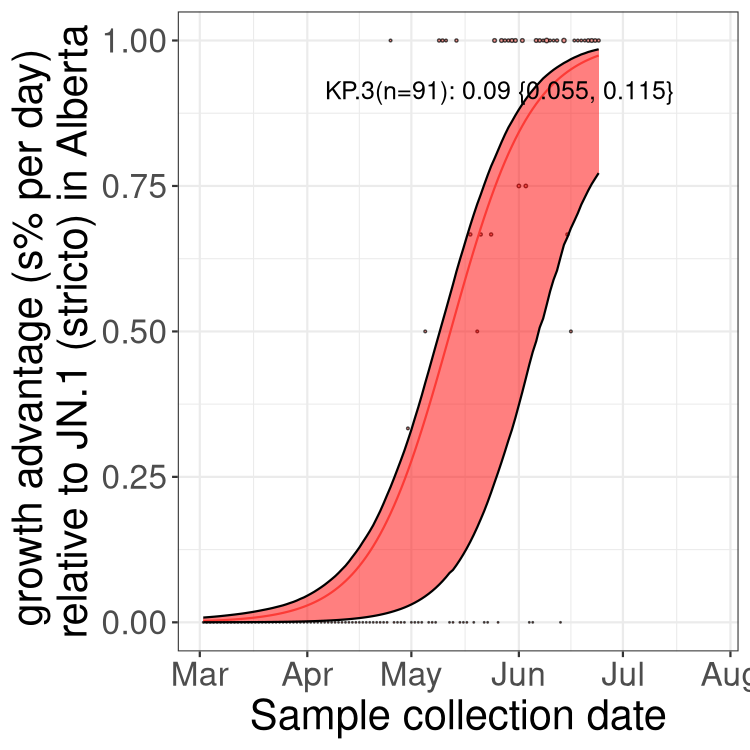 growth advantage (s% per day)
relative to JN.1 (stricto) in Alberta
1.00
0.75
0.50
0.25
0.00
KP.3(n=91): 0.09 {0.055, 0.115}
Mar Apr May Jun Jul Aug
Sample collection date